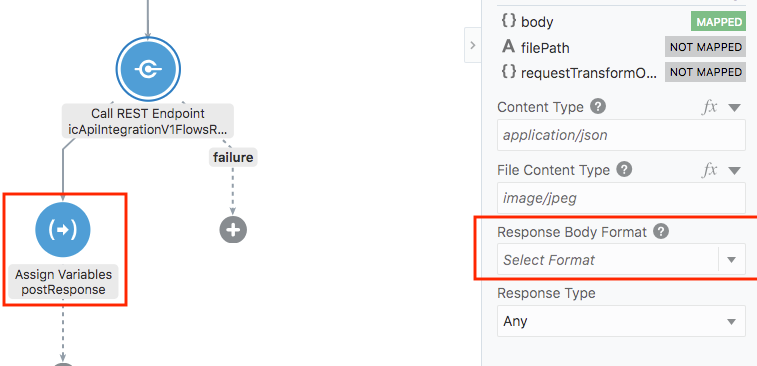 {} body
MAPPED
A filePath
NOT MAPPED
{} requestTransformO...
NOT MAPPED
Call REST Endpoint
icApiIntegrationV1FlowsR...
failure
Content Type ? fx
application/json
File Content Type ? fx
image/jpeg
Assign Variables
postResponse
Response Body Format ?
Select Format
Response Type
Any